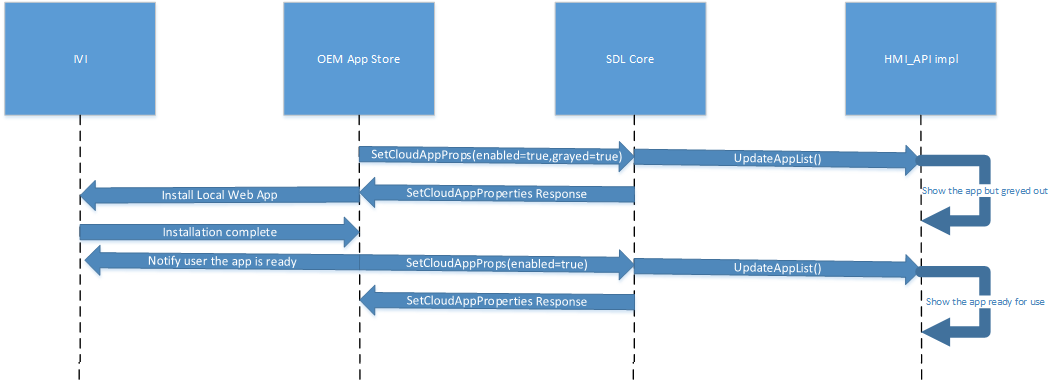 IVI
OEM App Store
SDL Core
HMI_API impl
SetCloudAppProps(enabled=true,grayed=true)
UpdateAppList()
Show the app but greyed out
Install Local Web App
SetCloudAppProperties Response
Installation complete
Notify user the app is ready
SetCloudAppProps(enabled=true)
UpdateAppList()
SetCloudAppProperties Response
Show the app ready for use